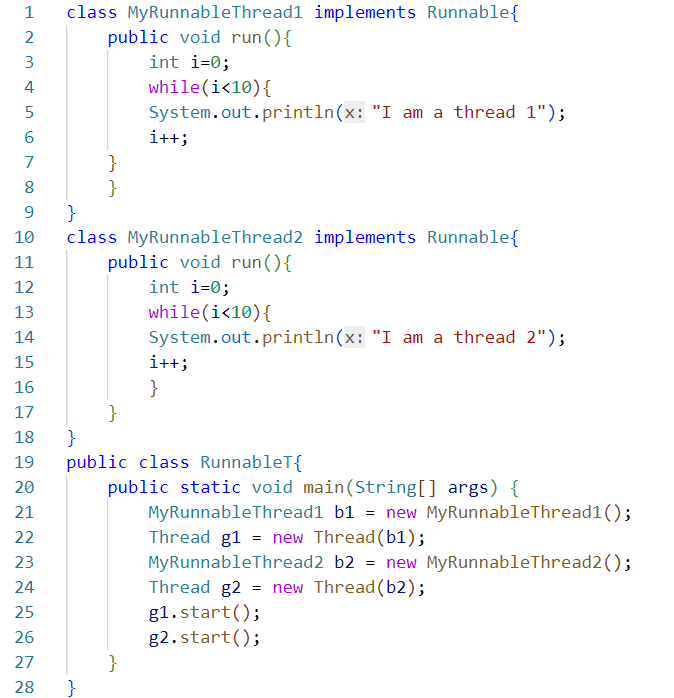 1 class MyRunnableThread1 implements Runnable{
2 public void run(){
3 int i=0;
4 while(i<10){
5 System.out.println(x: "I am a thread 1");
6 i++;
7 }
8 }
9 }
10 class MyRunnableThread2 implements Runnable{
11 public void run(){
12 int i=0;
13 while(i<10){
14 System.out.println(x: "I am a thread 2");
15 i++;
16 }
17 }
18 }
19 public class RunnableT{
20 public static void main(String[] args) {
21 MyRunnableThread1 b1 = new MyRunnableThread1();
22 Thread g1 = new Thread(b1);
23 MyRunnableThread2 b2 = new MyRunnableThread2();
24 Thread g2 = new Thread(b2);
25 g1.start();
26 g2.start();
27 }
28 }